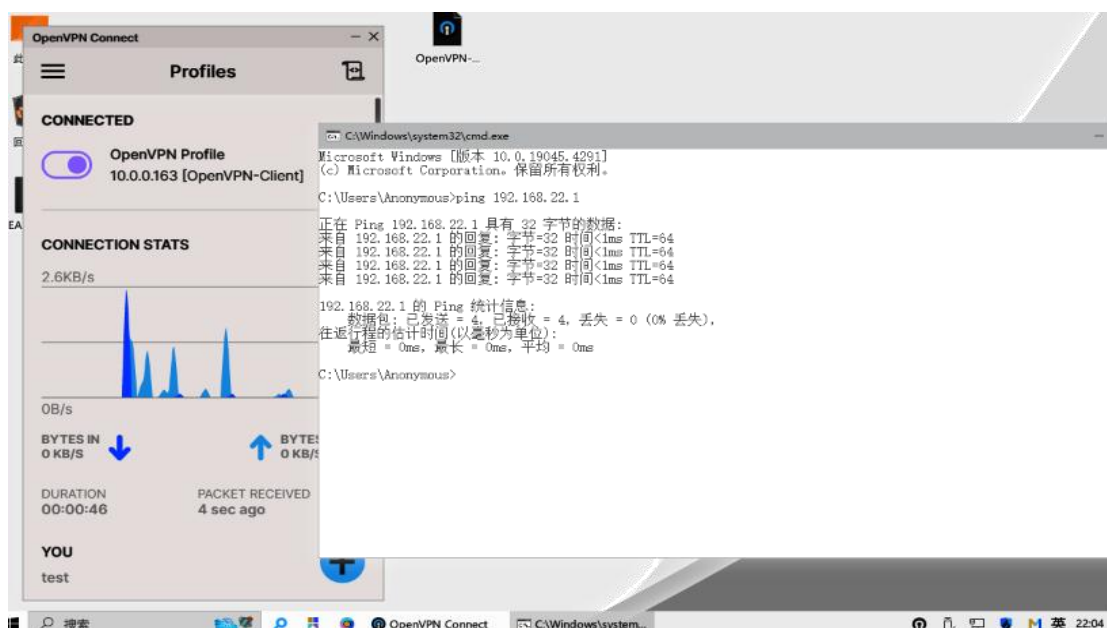 OpenVPN Connect
Profiles
CONNECTED
OpenVPN Profile
10.0.0.163 [OpenVPN-Client]
CONNECTION STATS
2.6KB/s
0B/s
BYTES IN
0 KB/S
BYTES
0 KB/S
DURATION
00:00:46
PACKET RECEIVED
4 sec ago
YOU
test
OpenVPN-...
此
回
EA
C:\Windows\system32\cmd.exe
Microsoft Windows [版本 10.0.19045.4291]
(c) Microsoft Corporation。保留所有权利。
C:\Users\Anonymous>ping 192.168.22.1
正在 Ping 192.168.22.1 具有 32 字节的数据:
来自 192.168.22.1 的回复: 字节=32 时间<1ms TTL=64
来自 192.168.22.1 的回复: 字节=32 时间<1ms TTL=64
来自 192.168.22.1 的回复: 字节=32 时间<1ms TTL=64
来自 192.168.22.1 的回复: 字节=32 时间<1ms TTL=64
192.168.22.1 的 Ping 统计信息:
数据包: 已发送 = 4，已接收 = 4，丢失 = 0 (0% 丢失)，
往返行程的估计时间(以毫秒为单位):
最短 = 0ms，最长 = 0ms，平均 = 0ms
C:\Users\Anonymous>
搜索
OpenVPN Connect
C:\Windows\system...
英
22:04